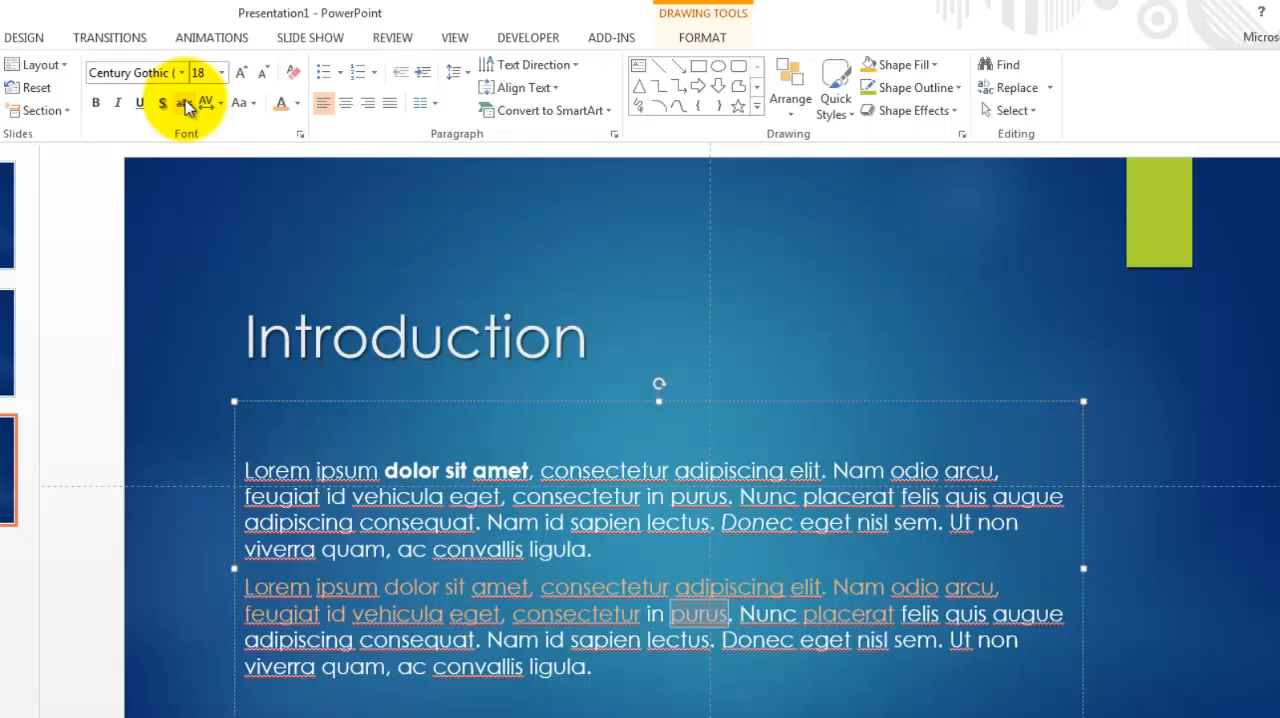 Presentation1 - PowerPoint
DRAWING TOOLS
?
DESIGN TRANSITIONS ANIMATIONS SLIDE SHOW REVIEW VIEW DEVELOPER ADD-INS FORMAT Micros
Layout Century Gothic ( 18 A A Text Direction Shape Fill Find
Reset Align Text Arrange Quick Styles Shape Outline Replace
Section B I U S abc AV Aa A Convert to SmartArt Shape Effects Select
Slides Font Paragraph Drawing Editing
Introduction
Lorem ipsum dolor sit amet, consectetur adipiscing elit. Nam odio arcu,
feugiat id vehicula eget, consectetur in purus. Nunc placerat felis quis augue
adipiscing consequat. Nam id sapien lectus. Donec eget nisl sem. Ut non
viverra quam, ac convallis ligula.
Lorem ipsum dolor sit amet, consectetur adipiscing elit. Nam odio arcu,
feugiat id vehicula eget, consectetur in purus. Nunc placerat felis quis augue
adipiscing consequat. Nam id sapien lectus. Donec eget nisl sem. Ut non
viverra quam, ac convallis ligula.